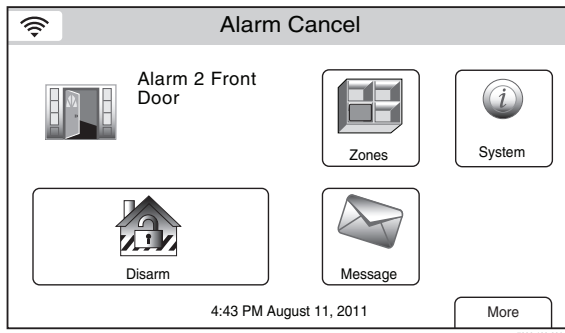 Alarm Cancel
Alarm 2 Front
Door
Zones
System
Disarm
Message
4:43 PM August 11, 2011
More